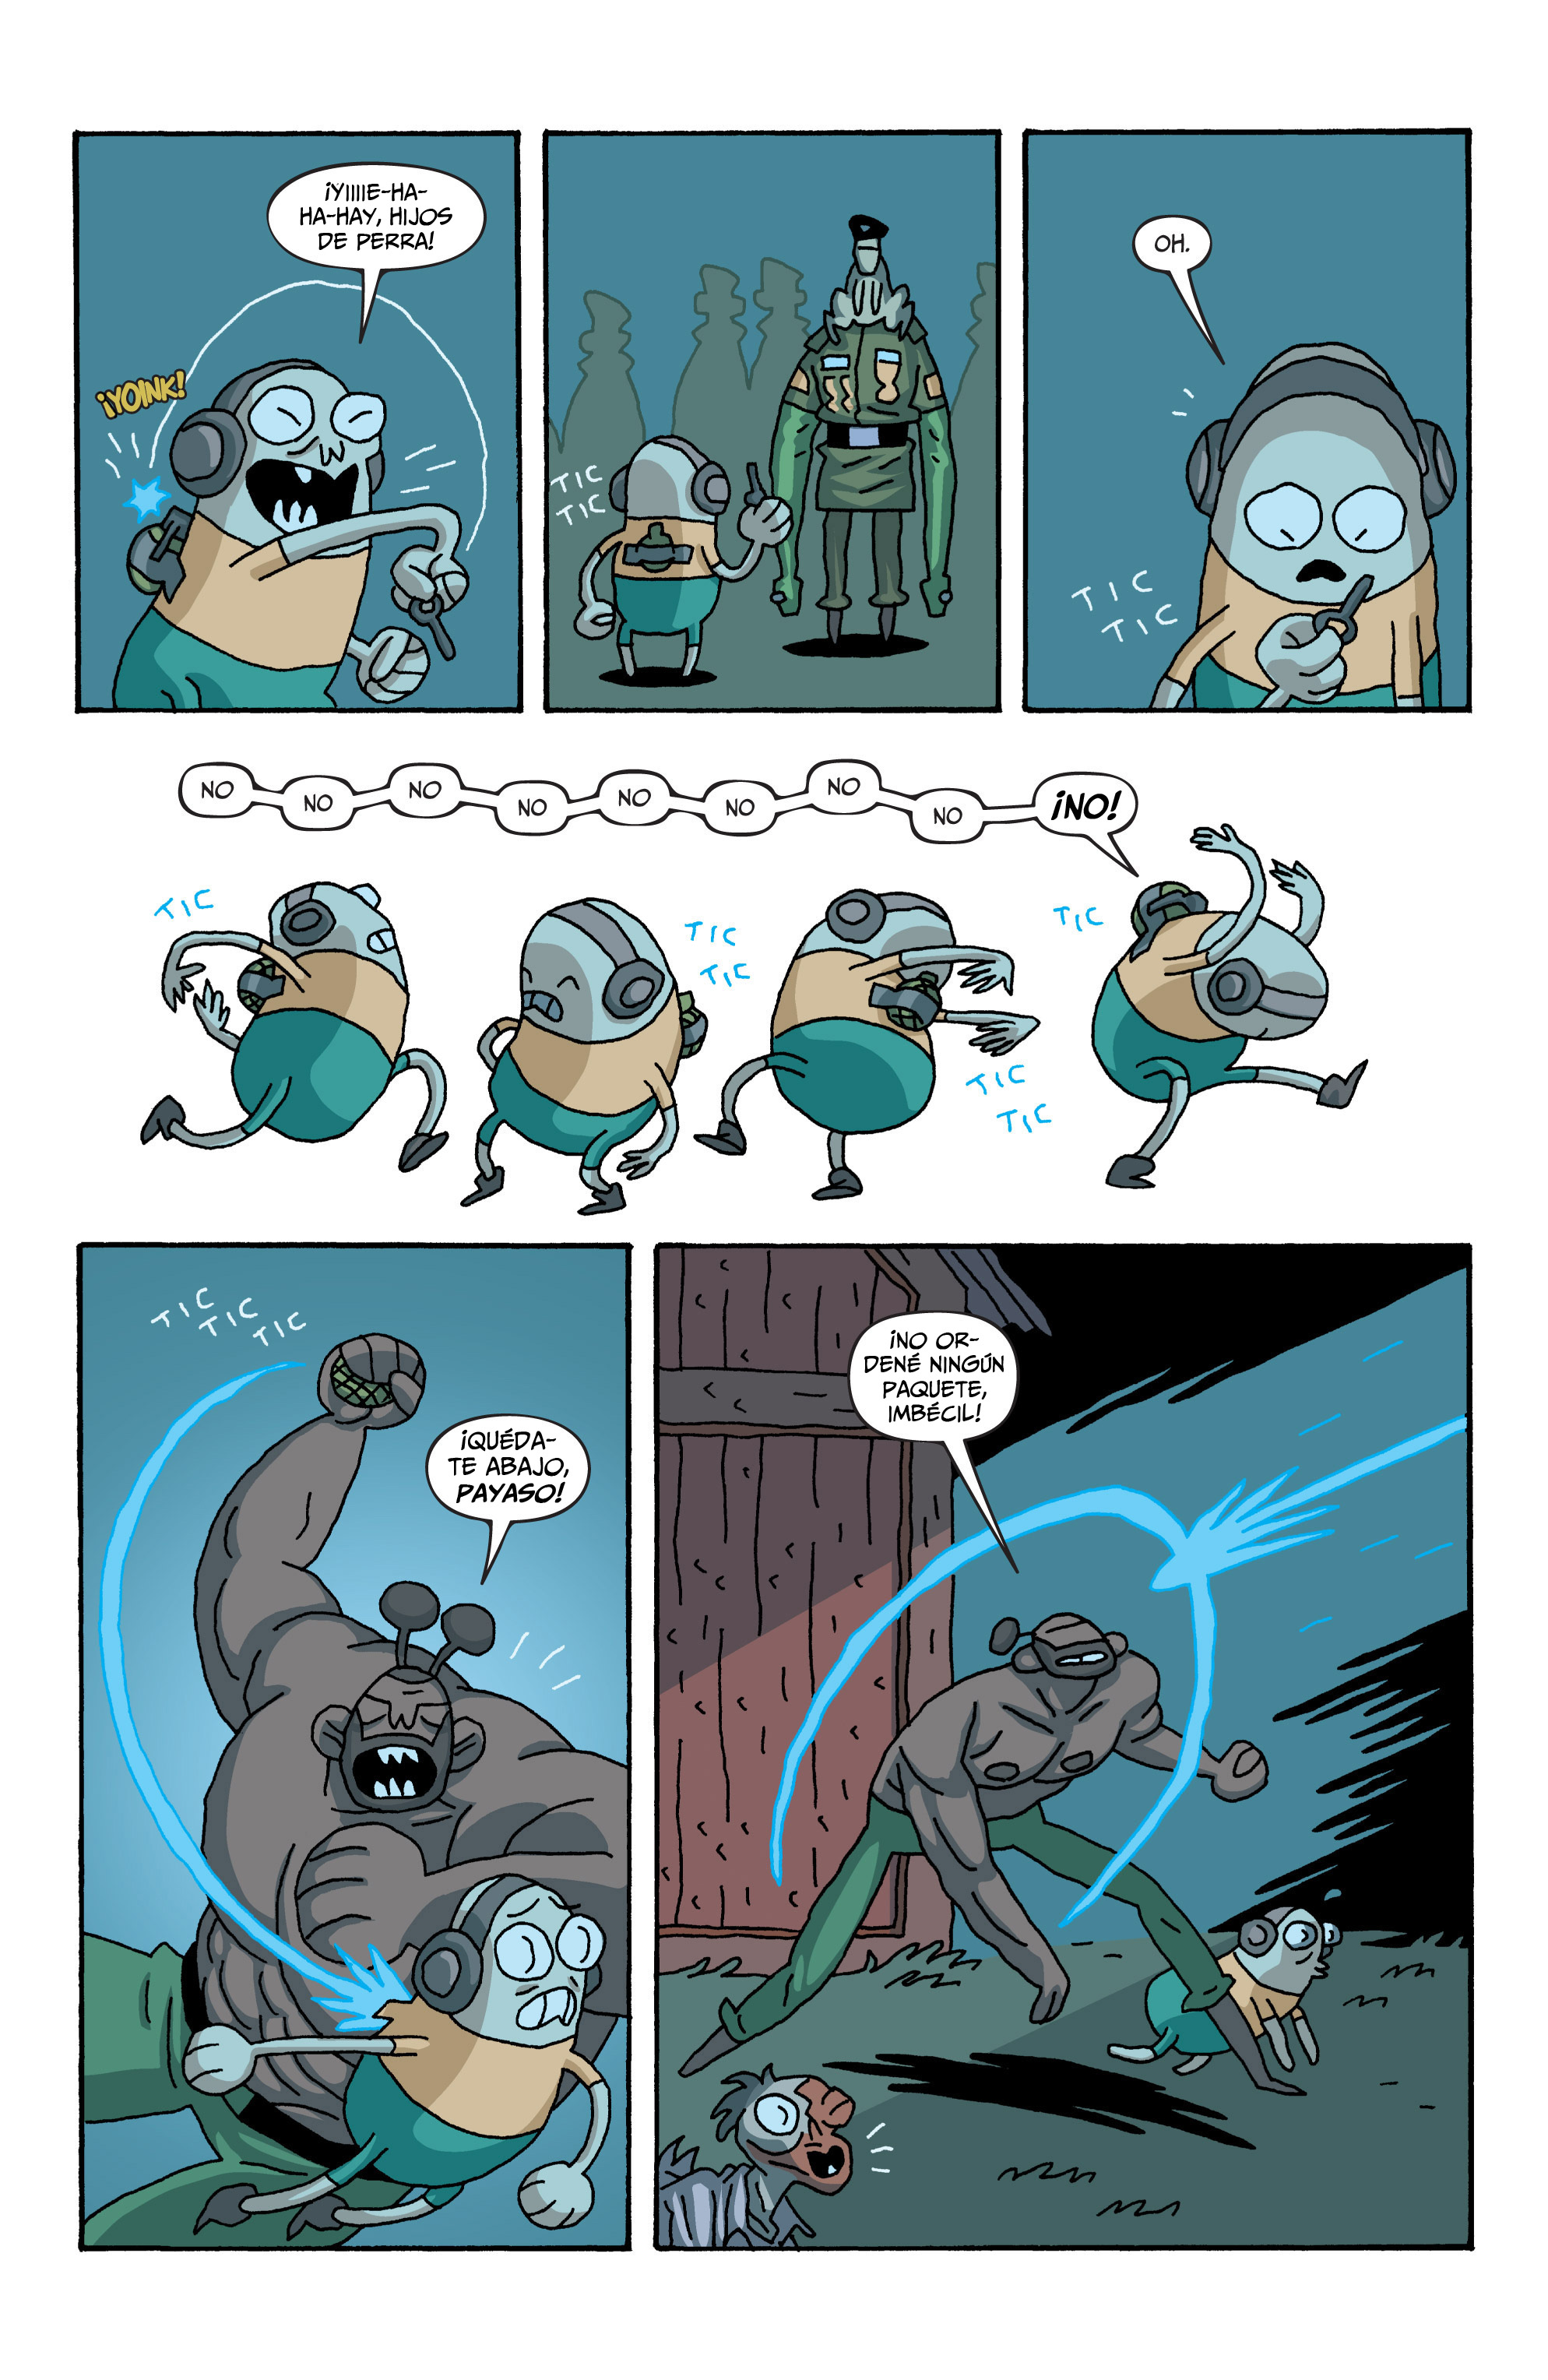 ¡YIIIIE-HA-
HA-HAY, HIJOS
DE PERRA!
¡YOINK!
TIC
TIC
OH.
TIC
TIC
NO
NO
NO
NO
NO
NO
NO
NO
¡NO!
TIC
TIC
TIC
TIC
TIC
TIC
TIC
TIC
TIC
¡QUÉDA-
TE ABAJO,
PAYASO!
¡NO OR-
DENÉ NINGÚN
PAQUETE,
IMBÉCIL!